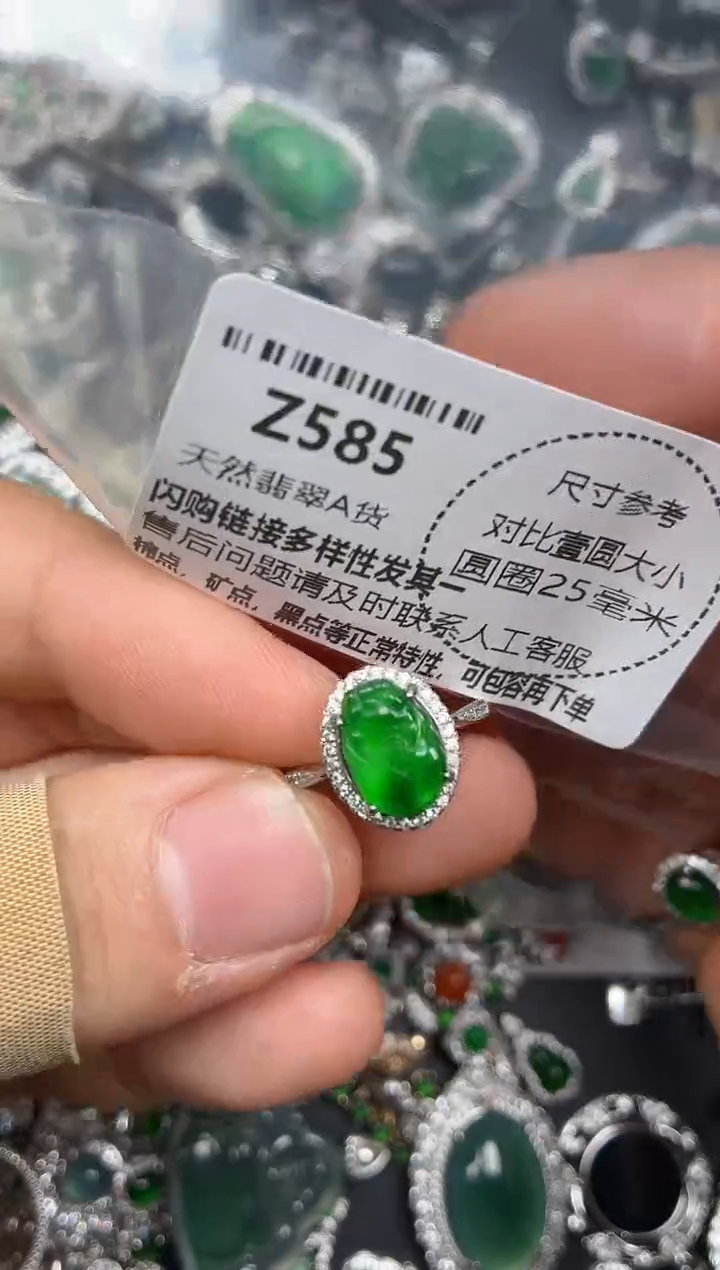 Z585
天然翡翠A货
闪购链接多样性发其一
售后问题请及时联系人工客服
棉点，矿点，黑点等正常特性，可包容再下单
尺寸参考
对比壹圆大小
圆圈25毫米